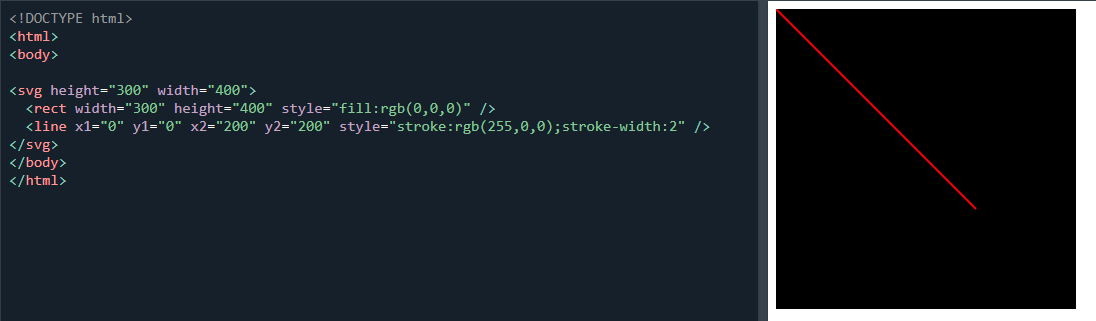 <!DOCTYPE html>
<html>
<body>

<svg height="300" width="400">
  <rect width="300" height="400" style="fill:rgb(0,0,0)" />
  <line x1="0" y1="0" x2="200" y2="200" style="stroke:rgb(255,0,0);stroke-width:2" />
</svg>
</body>
</html>